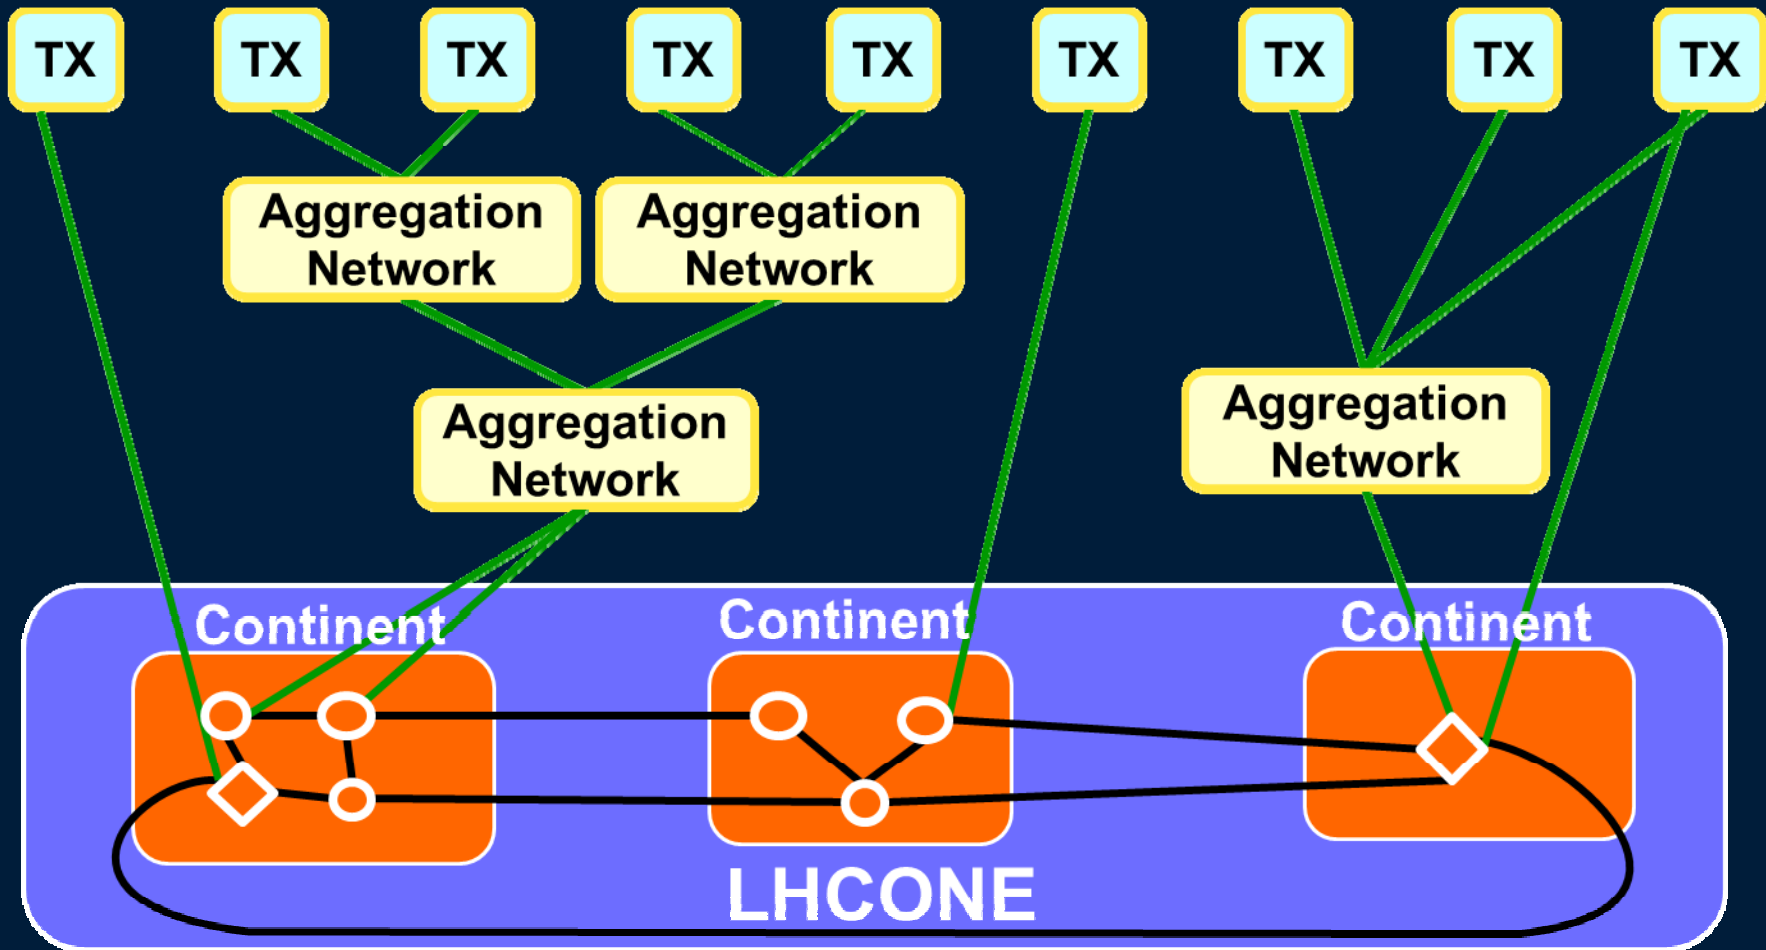 TX
TX
TX
TX
TX
TX
TX
TX
TX
Aggregation
Network
Aggregation
Network
Aggregation
Network
Aggregation
Network
Continent
Continent
Continent
LHCONE